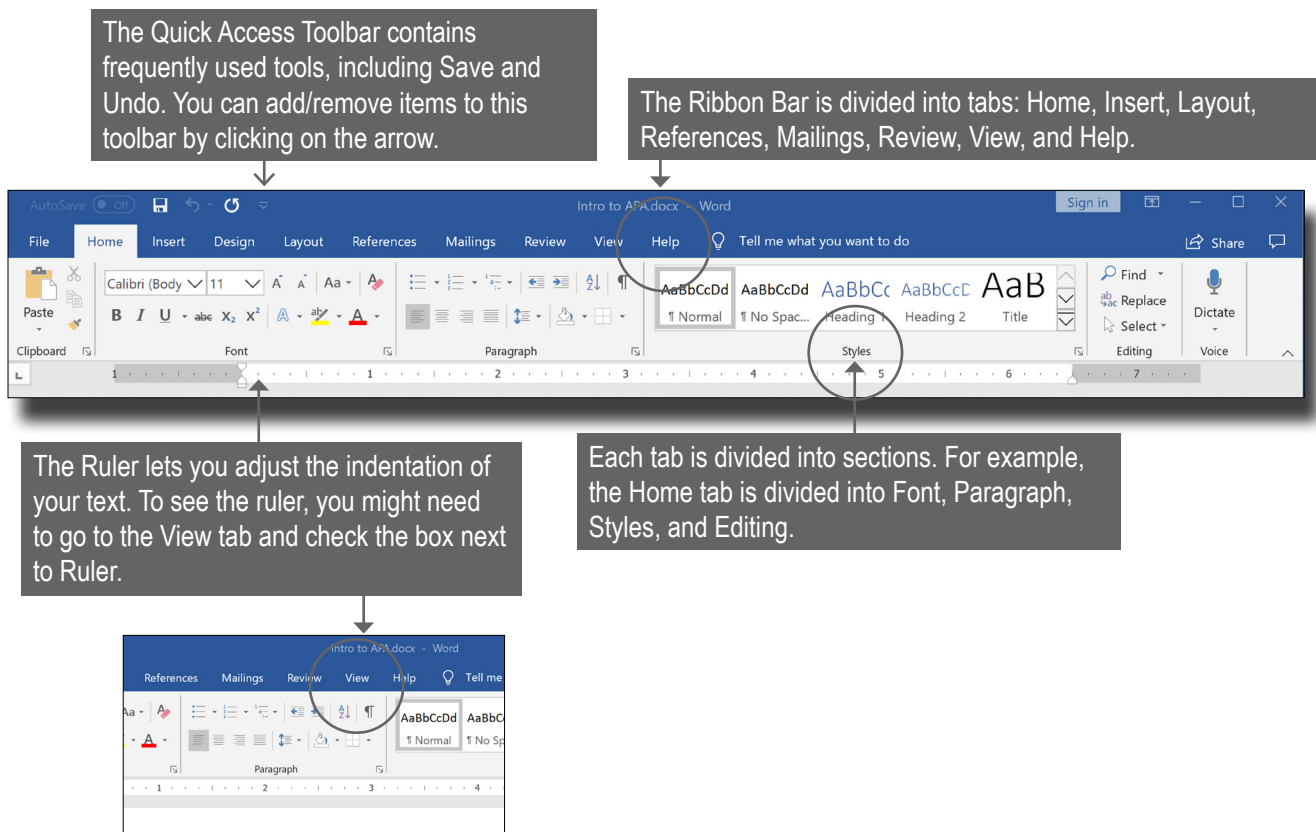 The Quick Access Toolbar contains
frequently used tools, including Save and
Undo. You can add/remove items to this
toolbar by clicking on the arrow.
The Ribbon Bar is divided into tabs: Home, Insert, Layout,
References, Mailings, Review, View, and Help.
AutoSave Off Intro to APA.docx - Word Sign in
File Home Insert Design Layout References Mailings Review View Help Tell me what you want to do Share
Calibri (Body 11 A A Aa AaBbCcDd AaBbCcDd AaBbCc AaBbCcD AaB Find
Paste B I U abc X₂ X² A ab A ¶ Normal ¶ No Spac... Heading 1 Heading 2 Title Replace Dictate
Select
Clipboard Font Paragraph Styles Editing Voice
1 1 2 3 4 5 6 7
The Ruler lets you adjust the indentation of
your text. To see the ruler, you might need
to go to the View tab and check the box next
to Ruler.
Each tab is divided into sections. For example,
the Home tab is divided into Font, Paragraph,
Styles, and Editing.
Intro to APA.docx - Word
References Mailings Review View Help Tell me
Aa AaBbCcDd AaBbC
A ¶ Normal ¶ No Sp
Paragraph
1 2 3 4